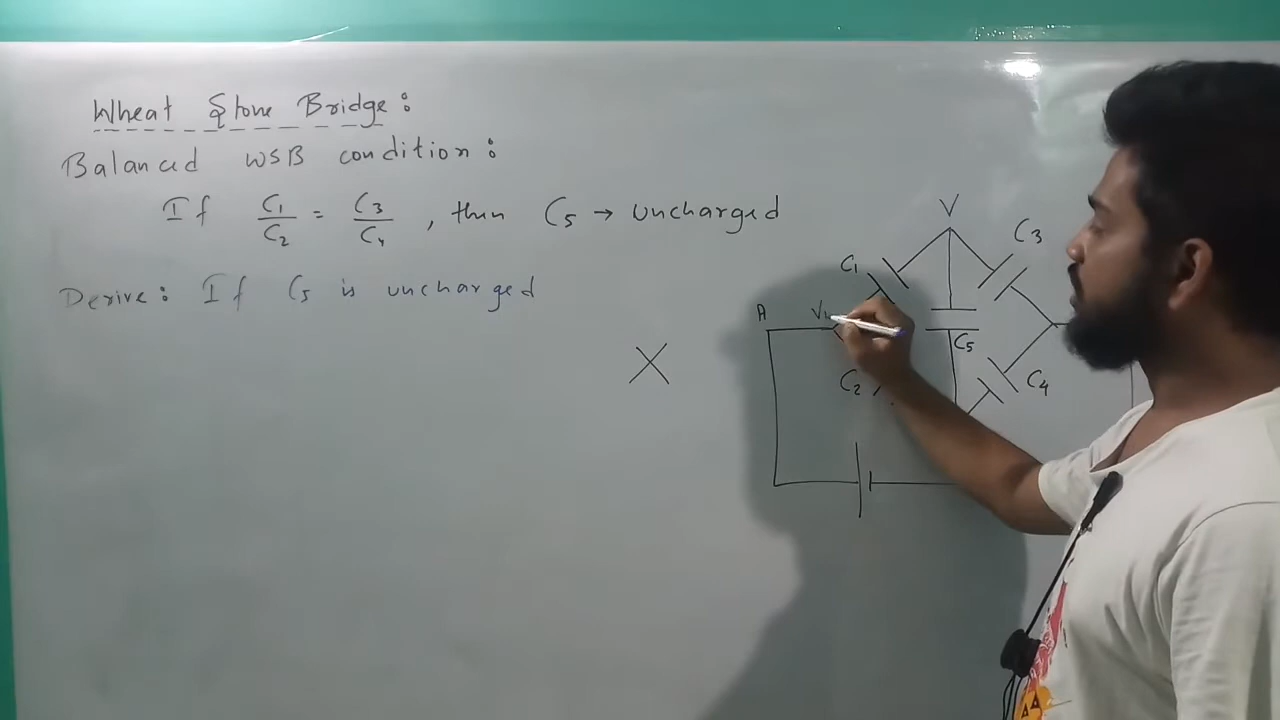 Wheat Stone Bridge:
Balanced WSB condition:
If C1/C2 = C3/C4, then C5 → uncharged
Derive: If C5 is uncharged
V
C3
C1
A
C5
C2
C4